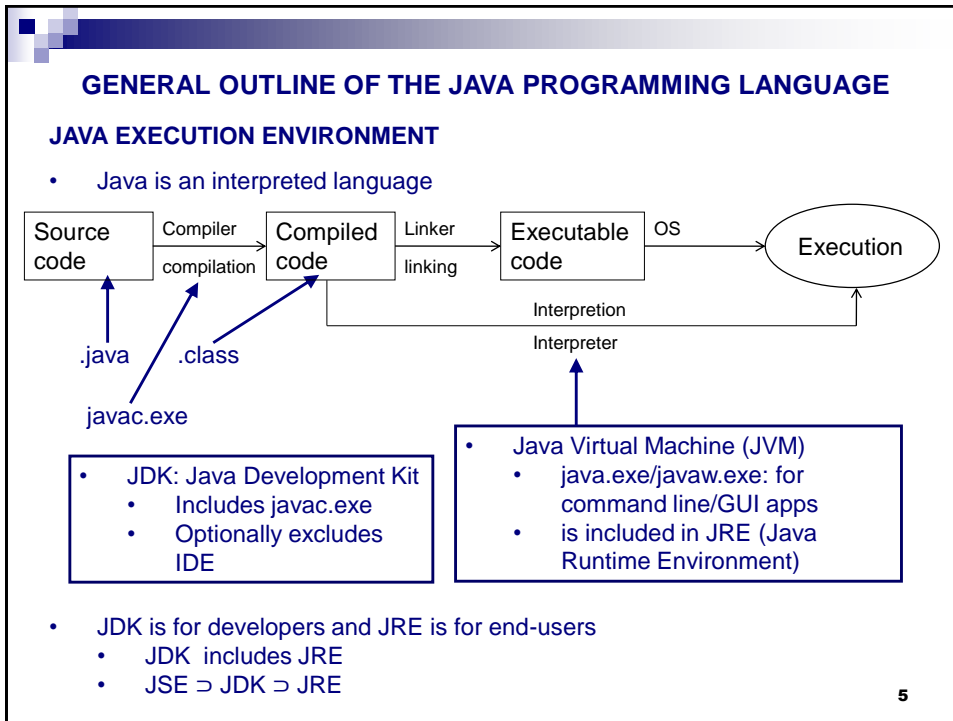 GENERAL OUTLINE OF THE JAVA PROGRAMMING LANGUAGE
JAVA EXECUTION ENVIRONMENT
• Java is an interpreted language
Source
code
Compiler
compilation
Compiled
code
Linker
linking
Executable
code
OS
Execution
Interpretion
Interpreter
.java
.class
javac.exe
• JDK: Java Development Kit
• Includes javac.exe
• Optionally excludes
IDE
• Java Virtual Machine (JVM)
• java.exe/javaw.exe: for
command line/GUI apps
• is included in JRE (Java
Runtime Environment)
• JDK is for developers and JRE is for end-users
• JDK includes JRE
• JSE ⊃ JDK ⊃ JRE
5